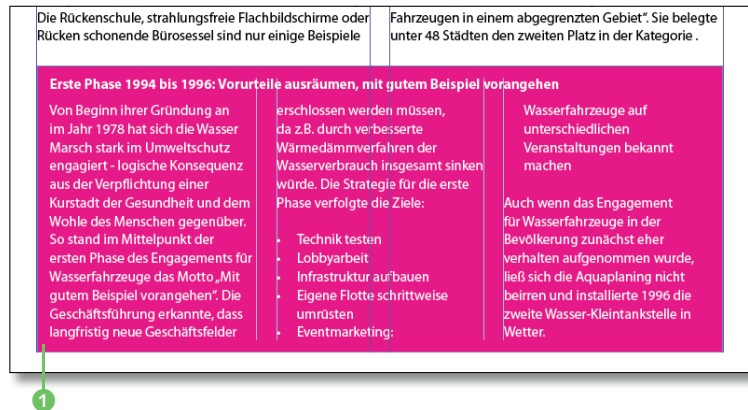 Die Rückenschule, strahlungsfreie Flachbildschirme oder
Rücken schonende Bürosessel sind nur einige Beispiele
Fahrzeugen in einem abgegrenzten Gebiet“. Sie belegte
unter 48 Städten den zweiten Platz in der Kategorie .
Erste Phase 1994 bis 1996: Vorurteile ausräumen, mit gutem Beispiel vorangehen
Von Beginn ihrer Gründung an
im Jahr 1978 hat sich die Wasser
Marsch stark im Umweltschutz
engagiert - logische Konsequenz
aus der Verpflichtung einer
Kurstadt der Gesundheit und dem
Wohle des Menschen gegenüber.
So stand im Mittelpunkt der
ersten Phase des Engagements für
Wasserfahrzeuge das Motto „Mit
gutem Beispiel vorangehen“. Die
Geschäftsführung erkannte, dass
langfristig neue Geschäftsfelder
erschlossen werden müssen,
da z.B. durch verbesserte
Wärmedämmverfahren der
Wasserverbrauch insgesamt sinken
würde. Die Strategie für die erste
Phase verfolgte die Ziele:
• Technik testen
• Lobbyarbeit
• Infrastruktur aufbauen
• Eigene Flotte schrittweise
umrüsten
• Eventmarketing:
Wasserfahrzeuge auf
unterschiedlichen
Veranstaltungen bekannt
machen
Auch wenn das Engagement
für Wasserfahrzeuge in der
Bevölkerung zunächst eher
verhalten aufgenommen wurde,
ließ sich die Aquaplaning nicht
beirren und installierte 1996 die
zweite Wasser-Kleintankstelle in
Wetter.
1